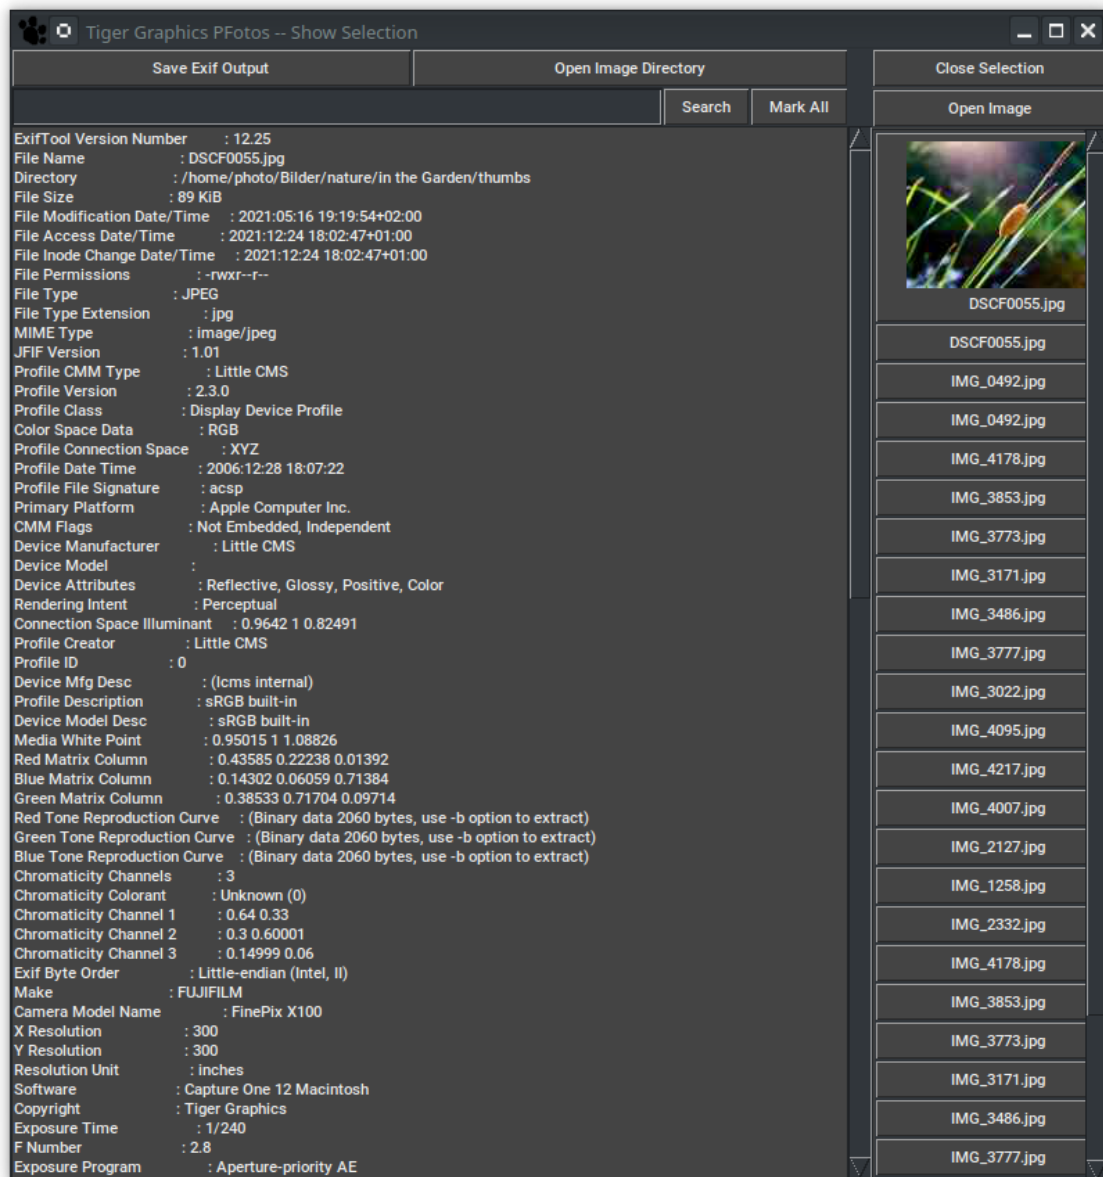 Tiger Graphics PFotos -- Show Selection
Save Exif Output
Open Image Directory
Close Selection
Search
Mark All
Open Image
ExifTool Version Number : 12.25
File Name : DSCF0055.jpg
Directory : /home/photo/Bilder/nature/in the Garden/thumbs
File Size : 89 KiB
File Modification Date/Time : 2021:05:16 19:19:54+02:00
File Access Date/Time : 2021:12:24 18:02:47+01:00
File Inode Change Date/Time : 2021:12:24 18:02:47+01:00
File Permissions : -rwxr--r--
File Type : JPEG
File Type Extension : jpg
MIME Type : image/jpeg
JFIF Version : 1.01
Profile CMM Type : Little CMS
Profile Version : 2.3.0
Profile Class : Display Device Profile
Color Space Data : RGB
Profile Connection Space : XYZ
Profile Date Time : 2006:12:28 18:07:22
Profile File Signature : acsp
Primary Platform : Apple Computer Inc.
CMM Flags : Not Embedded, Independent
Device Manufacturer : Little CMS
Device Model :
Device Attributes : Reflective, Glossy, Positive, Color
Rendering Intent : Perceptual
Connection Space Illuminant : 0.9642 1 0.82491
Profile Creator : Little CMS
Profile ID : 0
Device Mfg Desc : (lcms internal)
Profile Description : sRGB built-in
Device Model Desc : sRGB built-in
Media White Point : 0.95015 1 1.08826
Red Matrix Column : 0.43585 0.22238 0.01392
Blue Matrix Column : 0.14302 0.06059 0.71384
Green Matrix Column : 0.38533 0.71704 0.09714
Red Tone Reproduction Curve : (Binary data 2060 bytes, use -b option to extract)
Green Tone Reproduction Curve : (Binary data 2060 bytes, use -b option to extract)
Blue Tone Reproduction Curve : (Binary data 2060 bytes, use -b option to extract)
Chromaticity Channels : 3
Chromaticity Colorant : Unknown (0)
Chromaticity Channel 1 : 0.64 0.33
Chromaticity Channel 2 : 0.3 0.60001
Chromaticity Channel 3 : 0.14999 0.06
Exif Byte Order : Little-endian (Intel, II)
Make : FUJIFILM
Camera Model Name : FinePix X100
X Resolution : 300
Y Resolution : 300
Resolution Unit : inches
Software : Capture One 12 Macintosh
Copyright : Tiger Graphics
Exposure Time : 1/240
F Number : 2.8
Exposure Program : Aperture-priority AE
DSCF0055.jpg
DSCF0055.jpg
IMG_0492.jpg
IMG_0492.jpg
IMG_4178.jpg
IMG_3853.jpg
IMG_3773.jpg
IMG_3171.jpg
IMG_3486.jpg
IMG_3777.jpg
IMG_3022.jpg
IMG_4095.jpg
IMG_4217.jpg
IMG_4007.jpg
IMG_2127.jpg
IMG_1258.jpg
IMG_2332.jpg
IMG_4178.jpg
IMG_3853.jpg
IMG_3773.jpg
IMG_3171.jpg
IMG_3486.jpg
IMG_3777.jpg